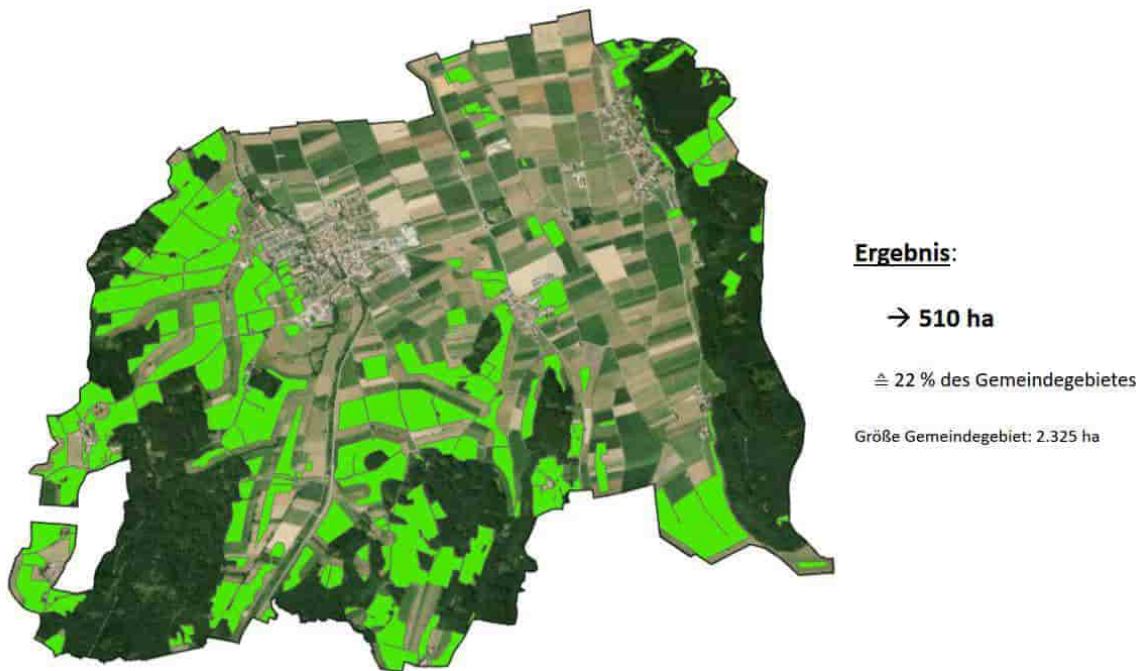 Ergebnis:
→ 510 ha
≙ 22 % des Gemeindegebietes
Größe Gemeindegebiet: 2.325 ha